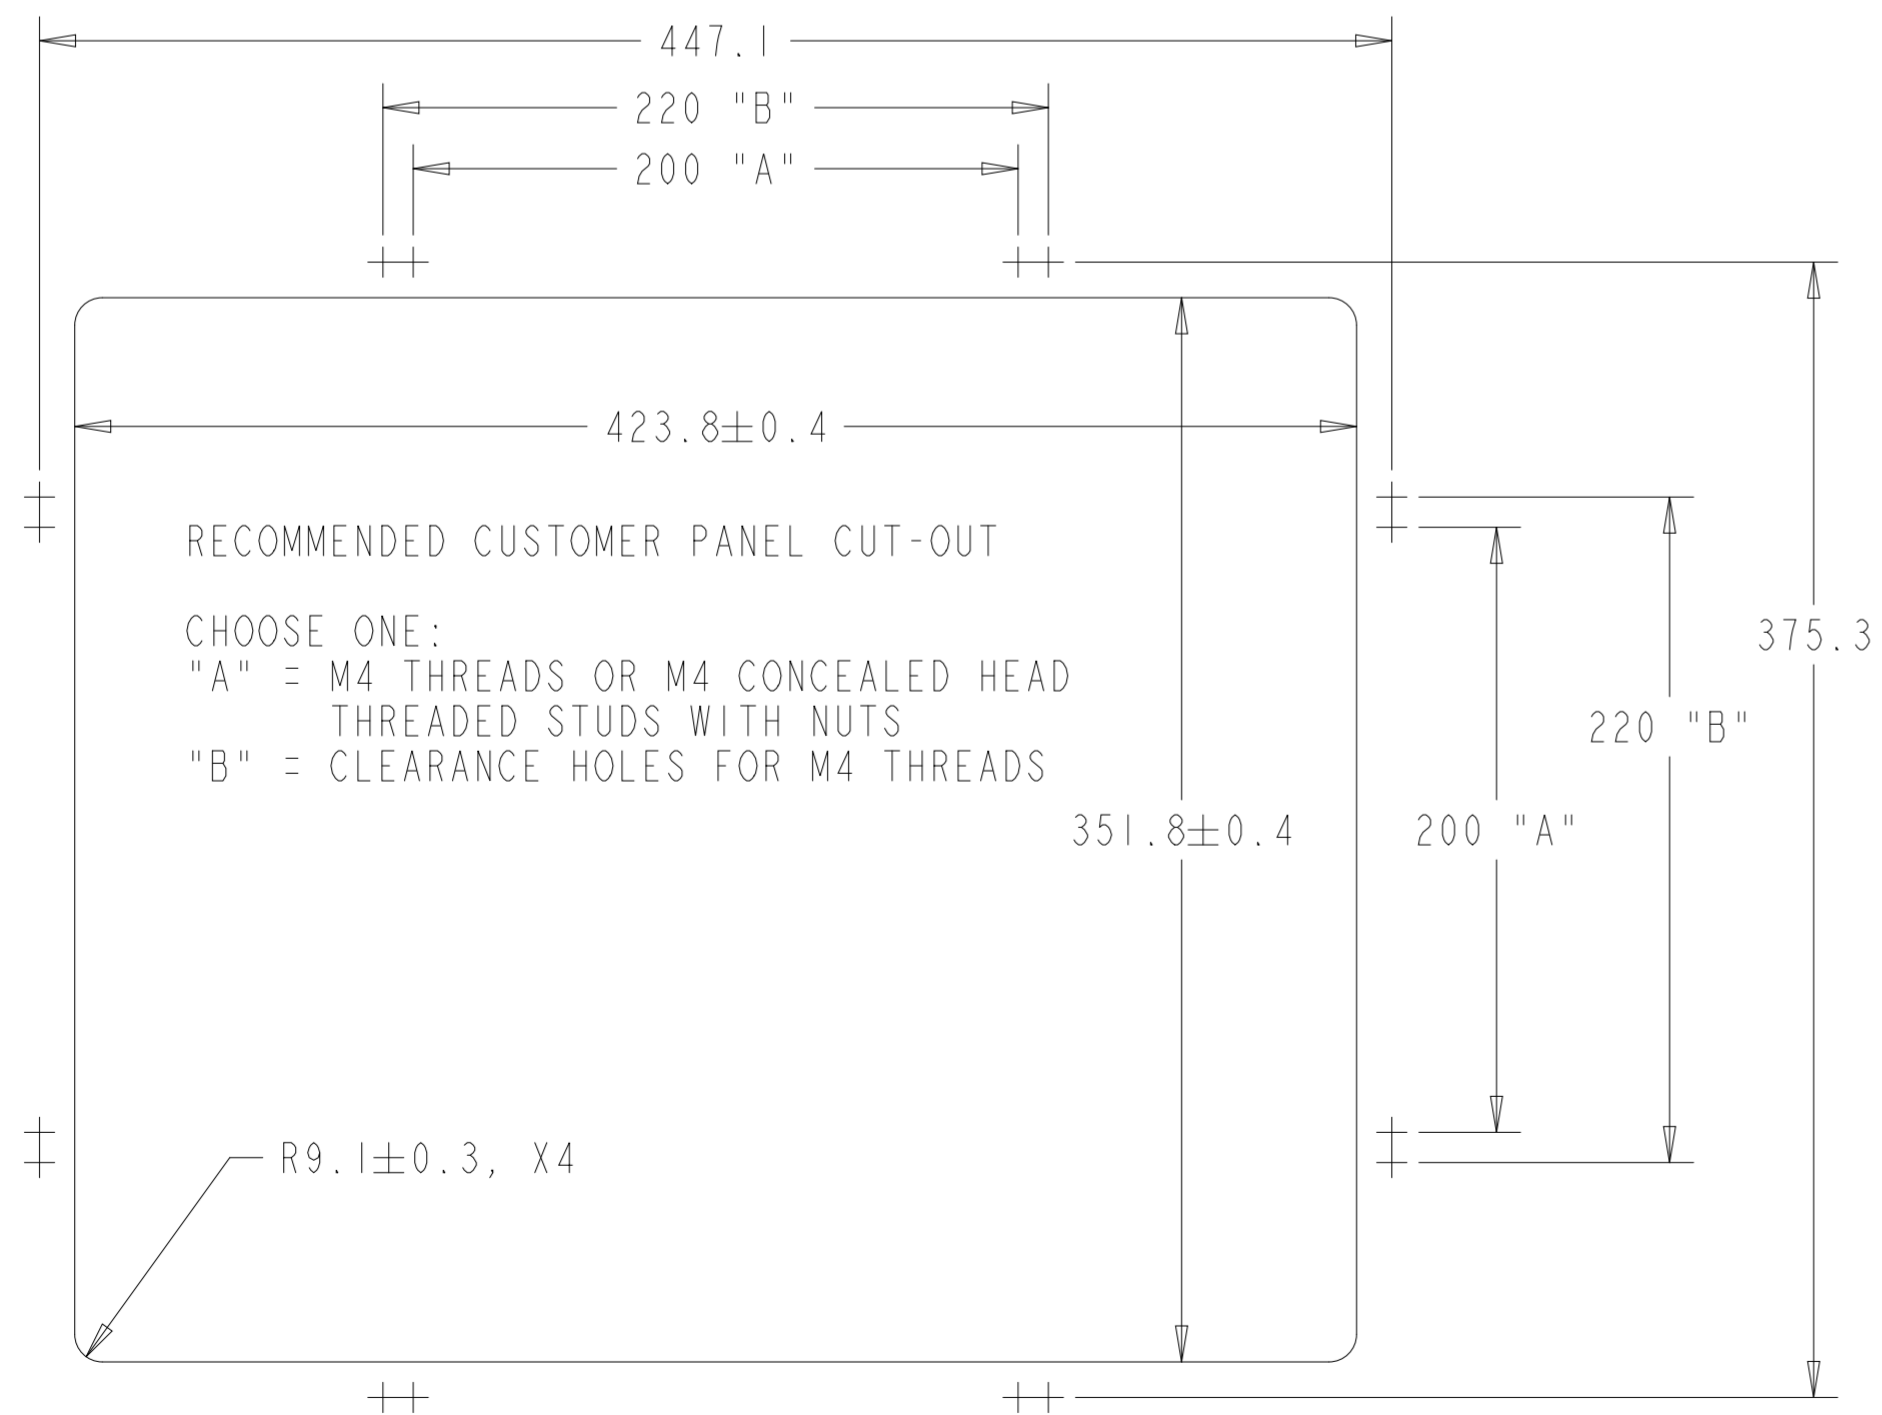 447.1
220 "B"
200 "A"
423.8±0.4
RECOMMENDED CUSTOMER PANEL CUT-OUT
CHOOSE ONE:
"A" = M4 THREADS OR M4 CONCEALED HEAD
THREADED STUDS WITH NUTS
"B" = CLEARANCE HOLES FOR M4 THREADS
375.3
220 "B"
351.8±0.4
200 "A"
R9.1±0.3, X4